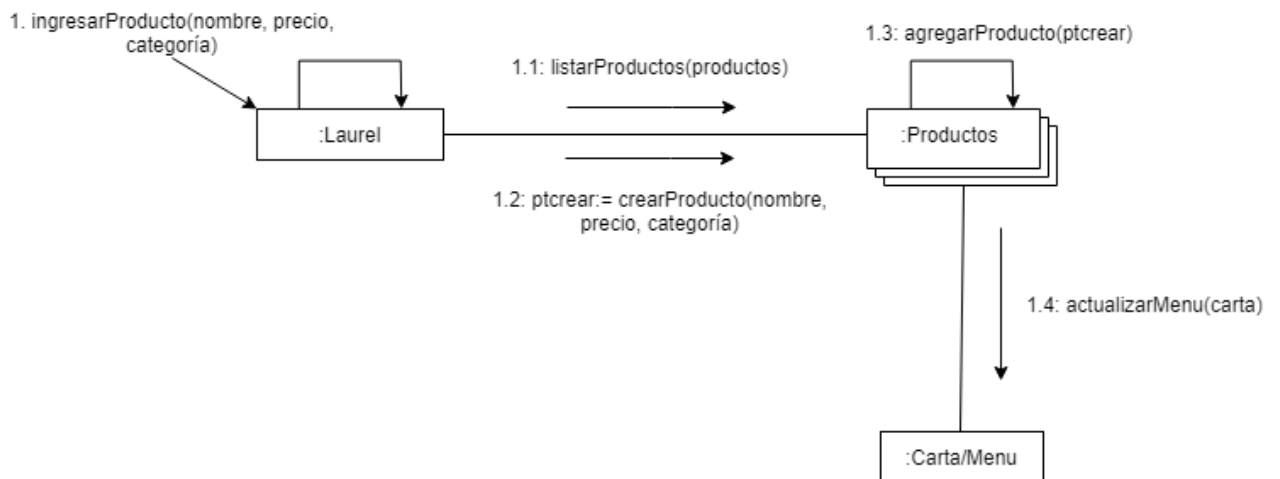 1. ingresarProducto(nombre, precio,
categoría)
1.3: agregarProducto(ptcrear)
1.1: listarProductos(productos)
:Laurel
:Productos
1.2: ptcrear:= crearProducto(nombre,
precio, categoría)
1.4: actualizarMenu(carta)
:Carta/Menu